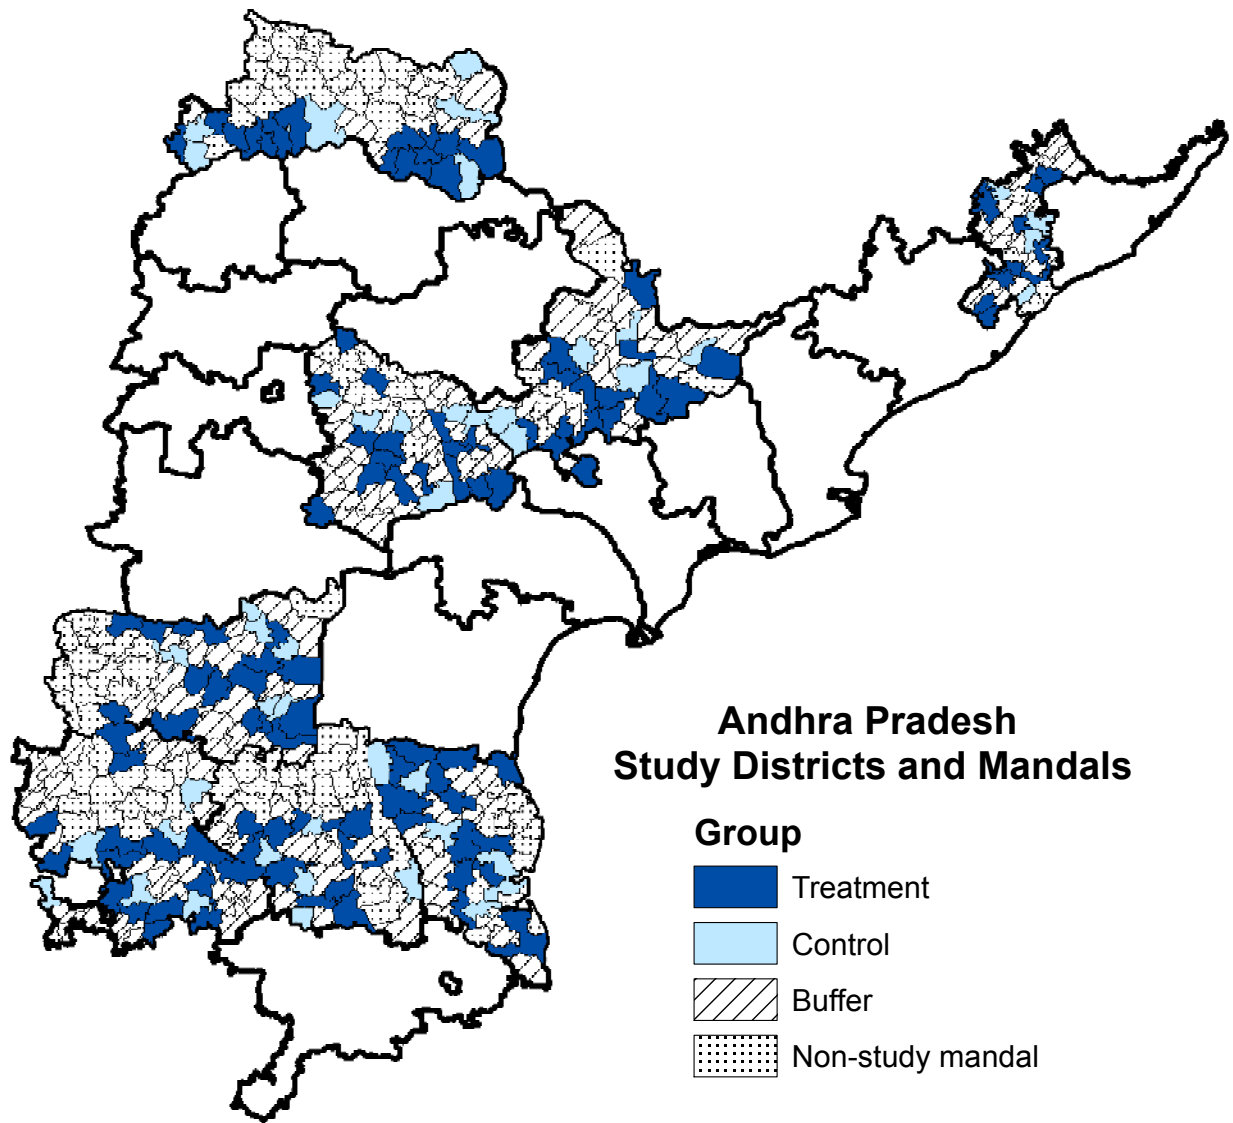 Andhra Pradesh
Study Districts and Mandals
Group
Treatment
Control
Buffer
Non-study mandal